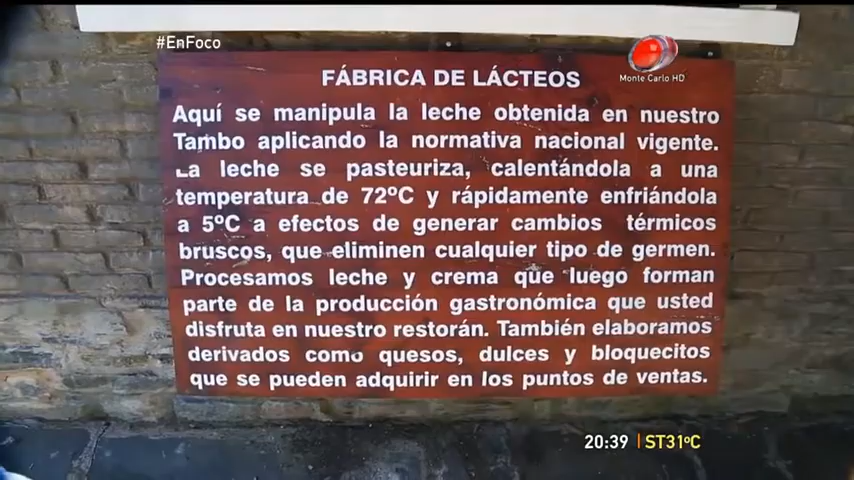 #EnFoco
Monte Carlo HD
FÁBRICA DE LÁCTEOS
Aquí se manipula la leche obtenida en nuestro
Tambo aplicando la normativa nacional vigente.
La leche se pasteuriza, calentándola a una
temperatura de 72ºC y rápidamente enfriándola
a 5ºC a efectos de generar cambios térmicos
bruscos, que eliminen cualquier tipo de germen.
Procesamos leche y crema que luego forman
parte de la producción gastronómica que usted
disfruta en nuestro restorán. También elaboramos
derivados como quesos, dulces y bloquecitos
que se pueden adquirir en los puntos de ventas.
20:39 | ST31ºC